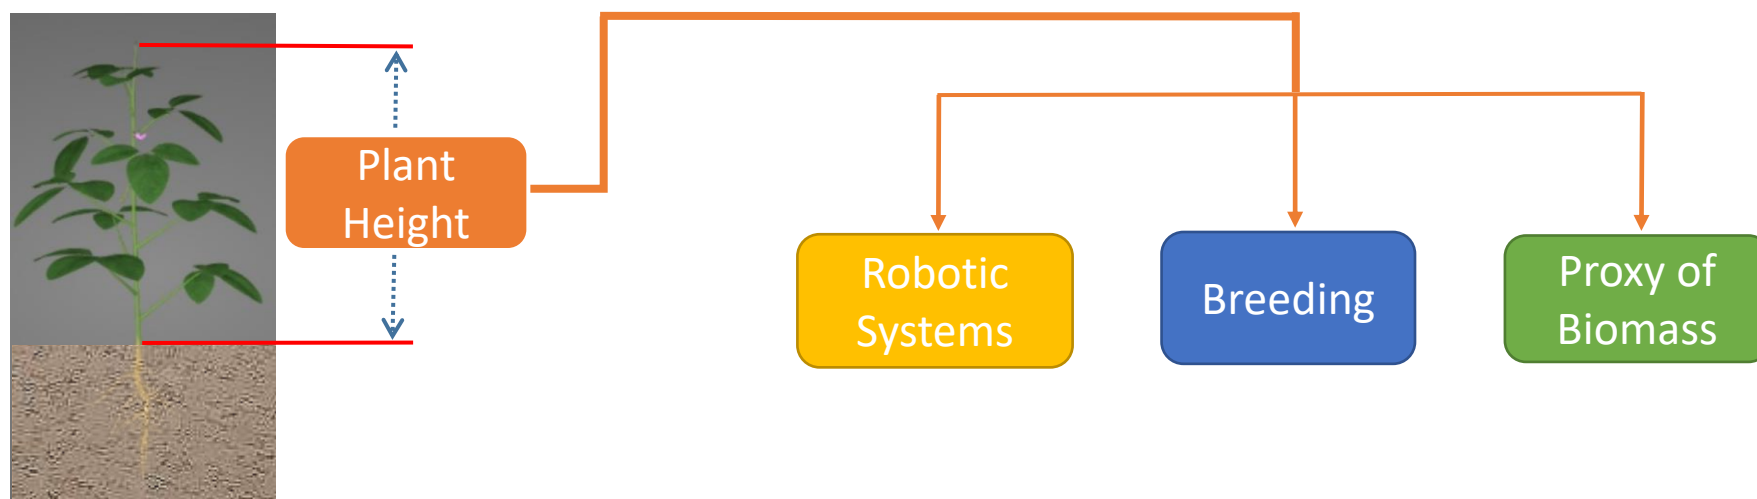 Plant
Height
Robotic
Systems
Breeding
Proxy of
Biomass